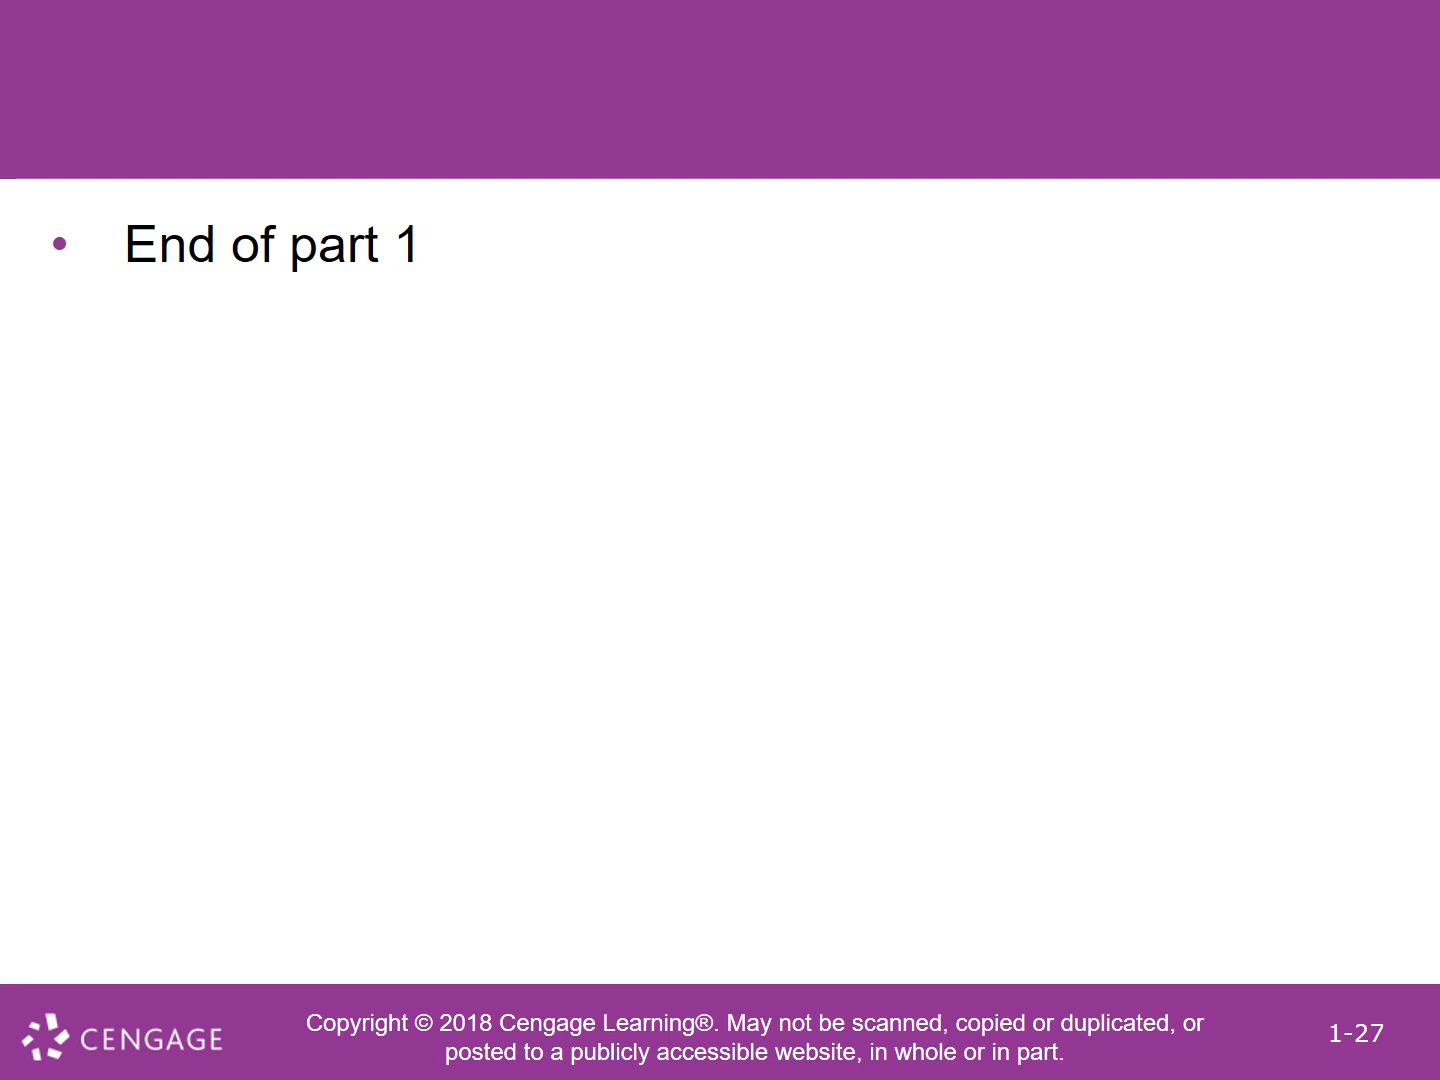 • End of part 1
CENGAGE
Copyright © 2018 Cengage Learning®. May not be scanned, copied or duplicated, or
posted to a publicly accessible website, in whole or in part.
1-27